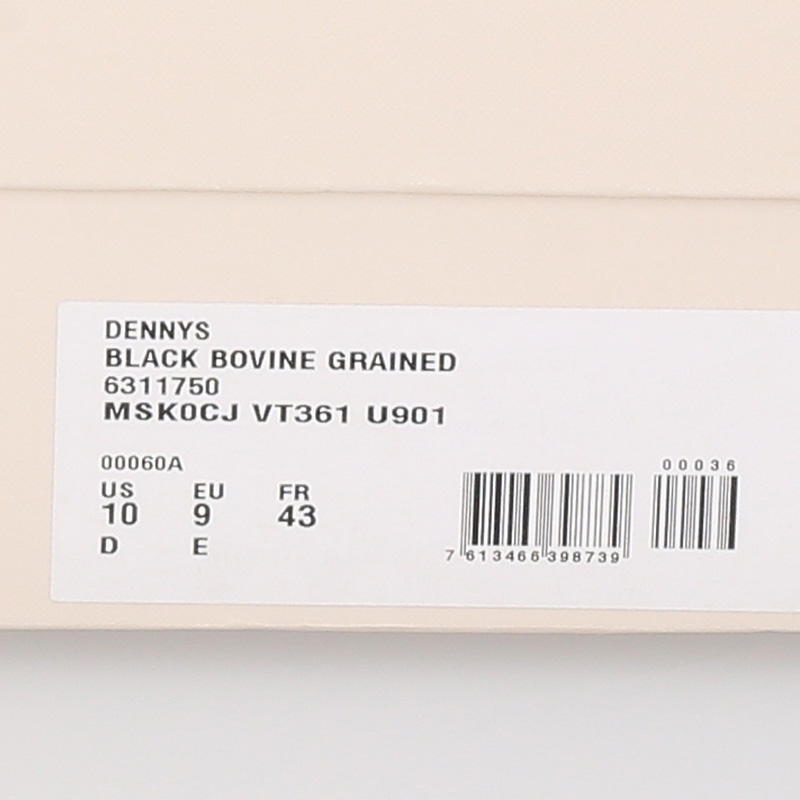 DENNYS
BLACK BOVINE GRAINED
6311750
MSK0CJ VT361 U901
00060A
US EU FR
10 9 43
D E
00036
7 613466 398739